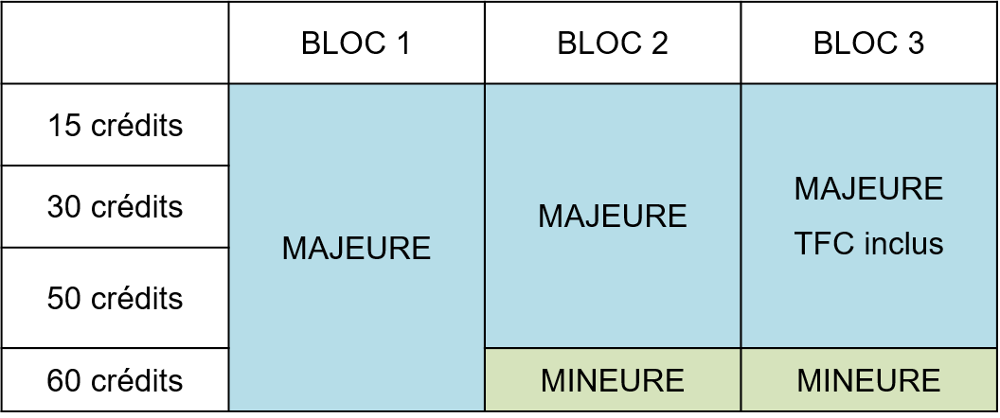 BLOC 1 BLOC 2 BLOC 3
15 crédits
30 crédits
50 crédits
60 crédits
MAJEURE
MAJEURE
MAJEURE
TFC inclus
MINEURE MINEURE